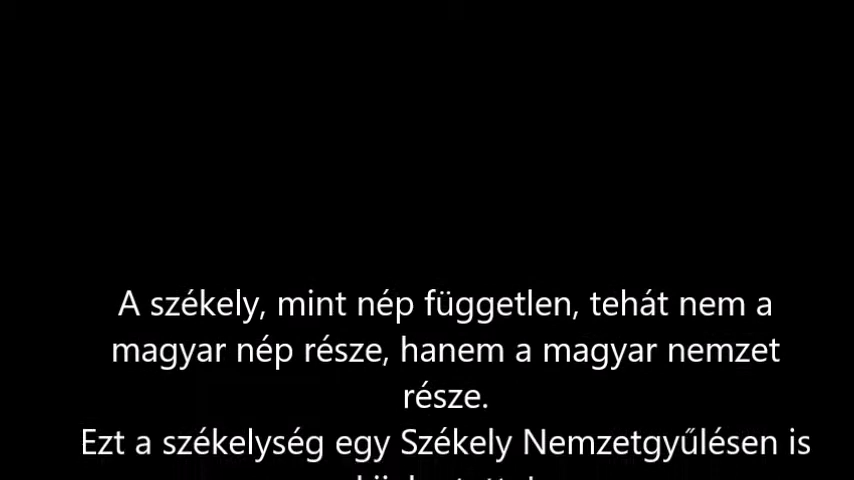 A székely, mint nép független, tehát nem a
magyar nép része, hanem a magyar nemzet
része.
Ezt a székelység egy Székely Nemzetgyűlésen is